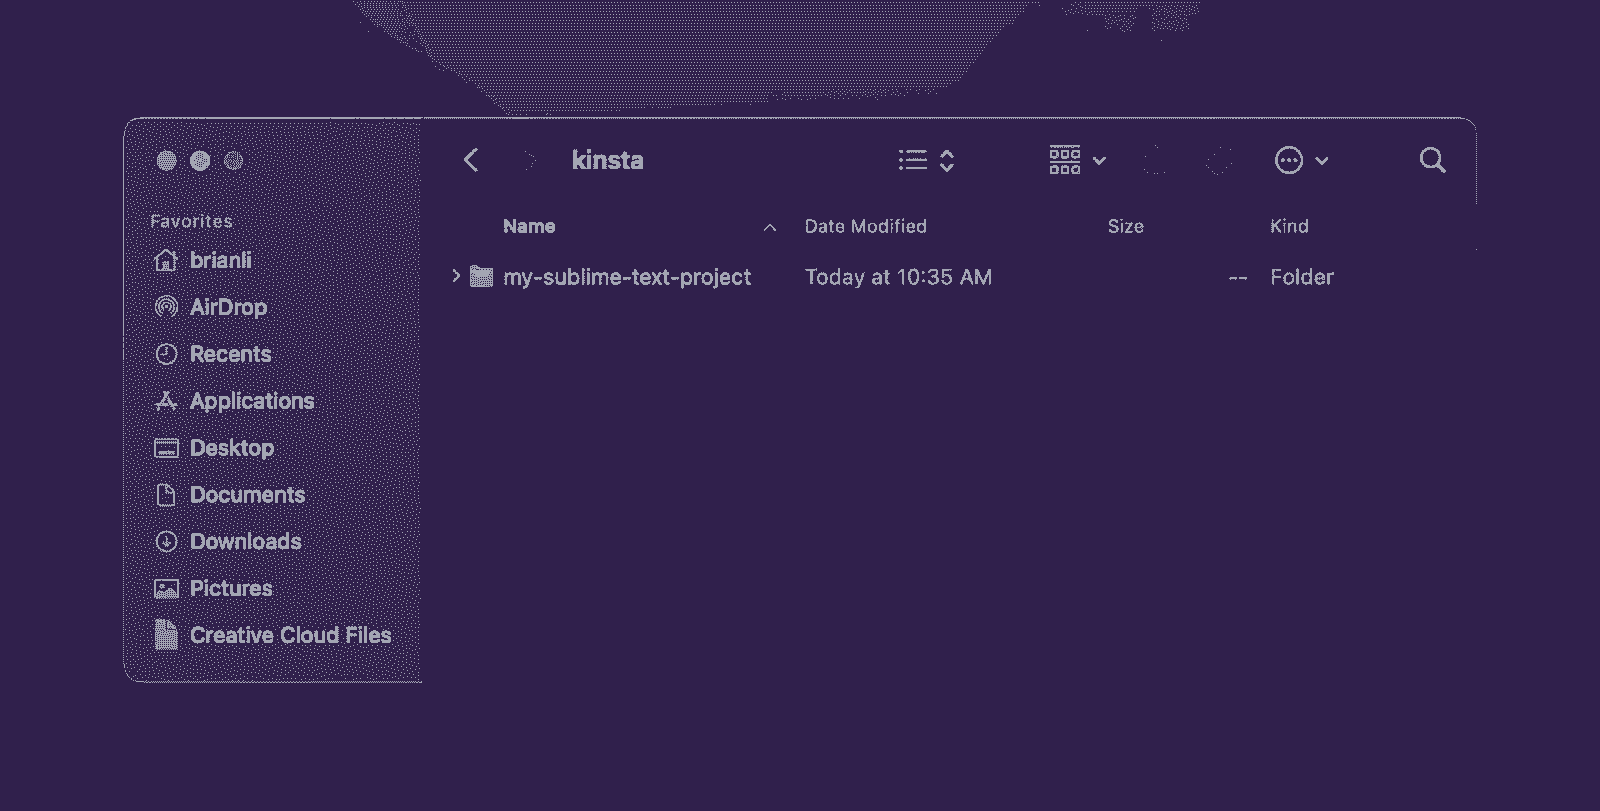 kinsta
Favorites
brianli
AirDrop
Recents
Applications
Desktop
Documents
Downloads
Pictures
Creative Cloud Files
Name Date Modified Size Kind
my-sublime-text-project Today at 10:35 AM -- Folder